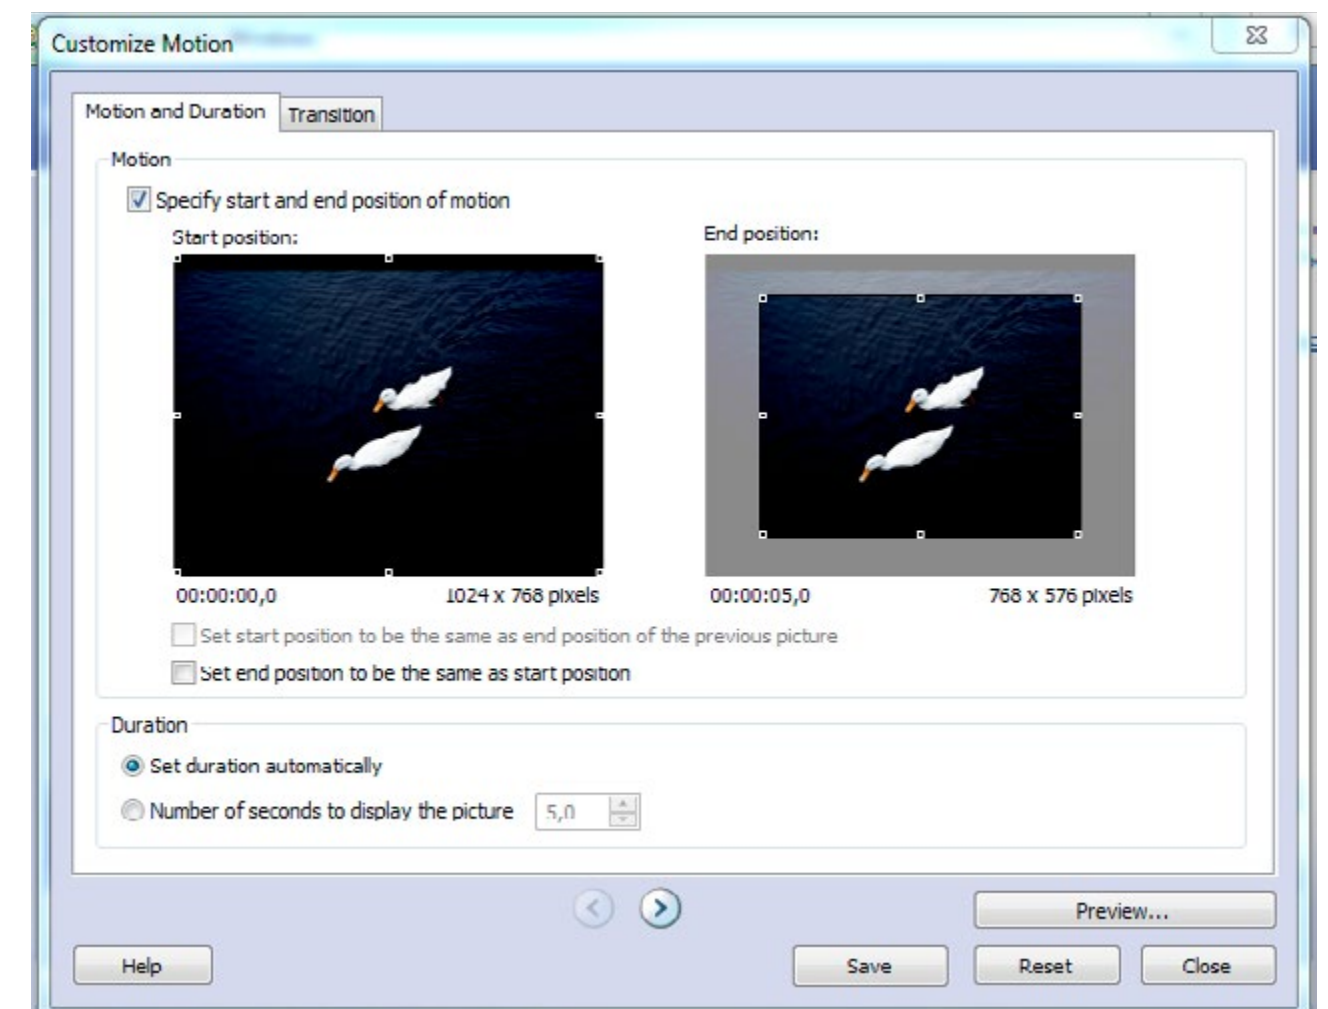 Customize Motion
Motion and Duration
Transition
Motion
Specify start and end position of motion
Start position:
End position:
00:00:00,0
1024 x 768 pixels
00:00:05,0
768 x 576 pixels
Set start position to be the same as end position of the previous picture
Set end position to be the same as start position
Duration
Set duration automatically
Number of seconds to display the picture
5,0
Preview...
Help
Save
Reset
Close